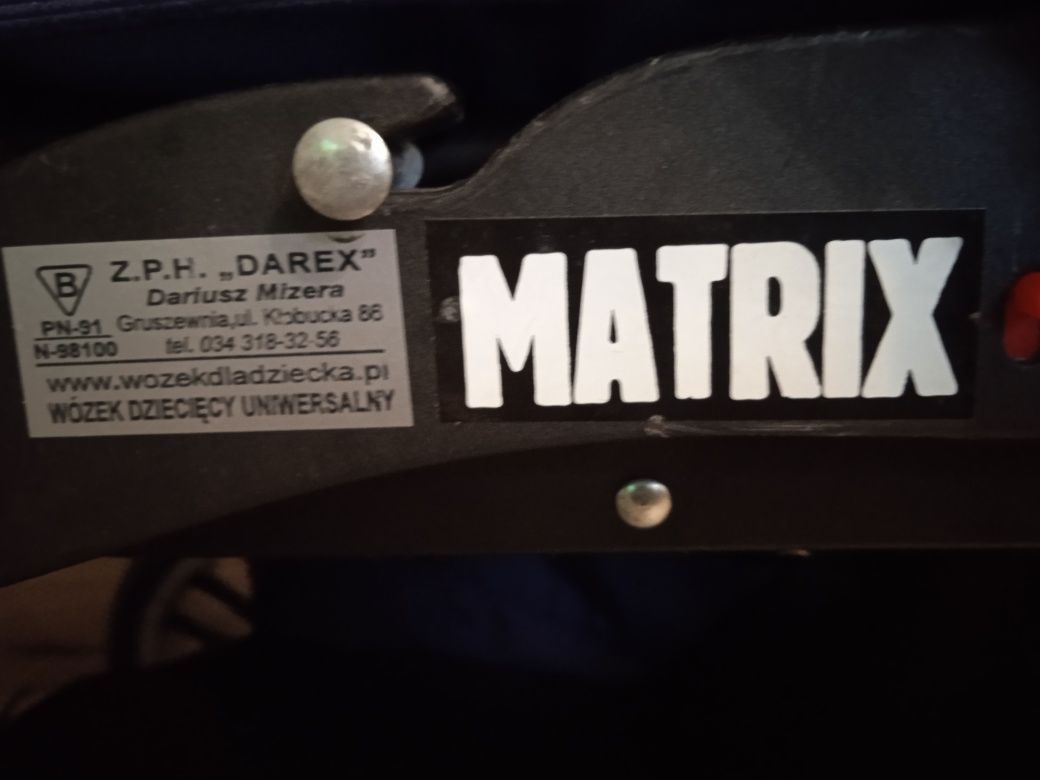 B
Z.P.H. „DAREX”
Dariusz Mizera
PN-91
Gruszewnia,ul. Kłobucka 86
N-98100
tel. 034 318-32-56
www.wozekdladziecka.pl
WÓZEK DZIECIĘCY UNIWERSALNY
MATRIX